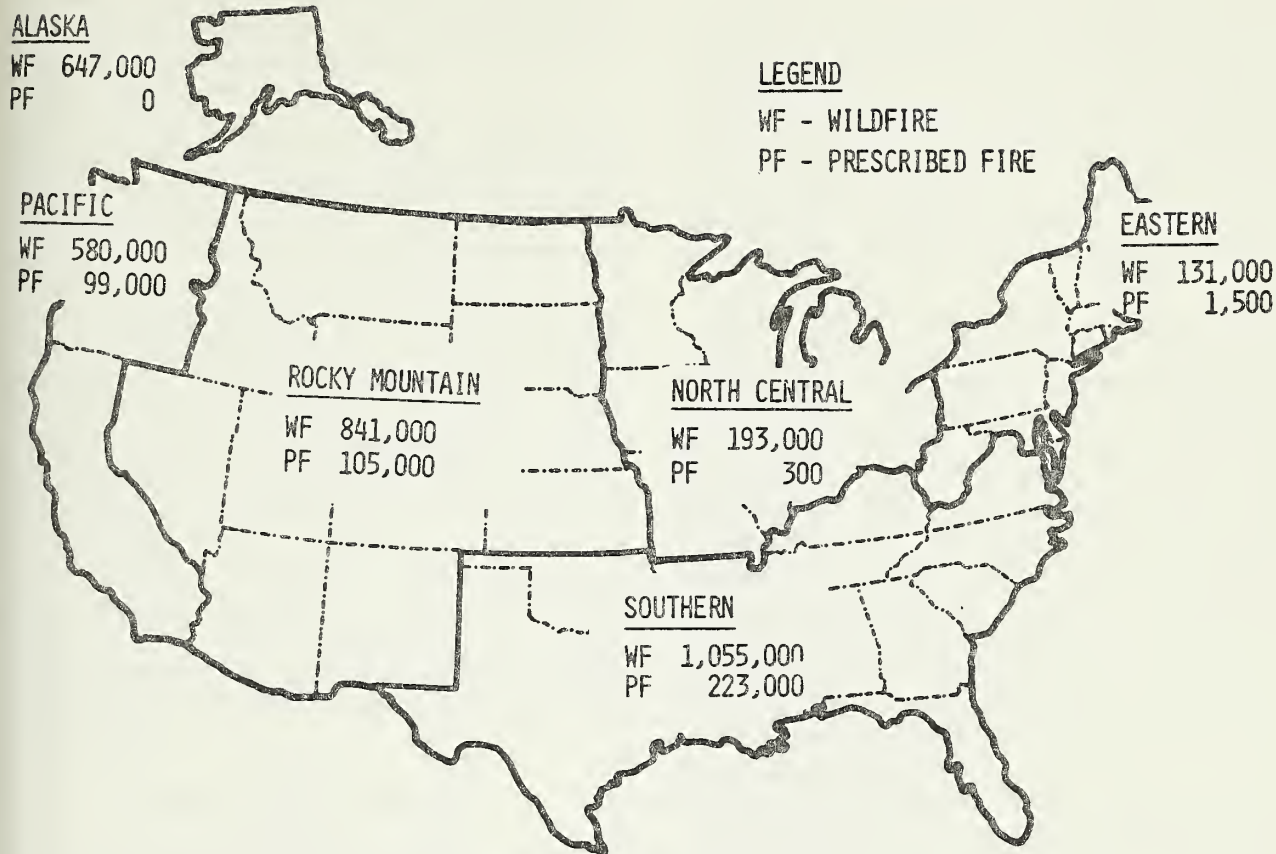 ALASKA
WF 647,000
PF 0
LEGEND
WF - WILDFIRE
PF - PRESCRIBED FIRE
PACIFIC
WF 580,000
PF 99,000
EASTERN
WF 131,000
PF 1,500
ROCKY MOUNTAIN
WF 841,000
PF 105,000
NORTH CENTRAL
WF 193,000
PF 300
SOUTHERN
WF 1,055,000
PF 223,000